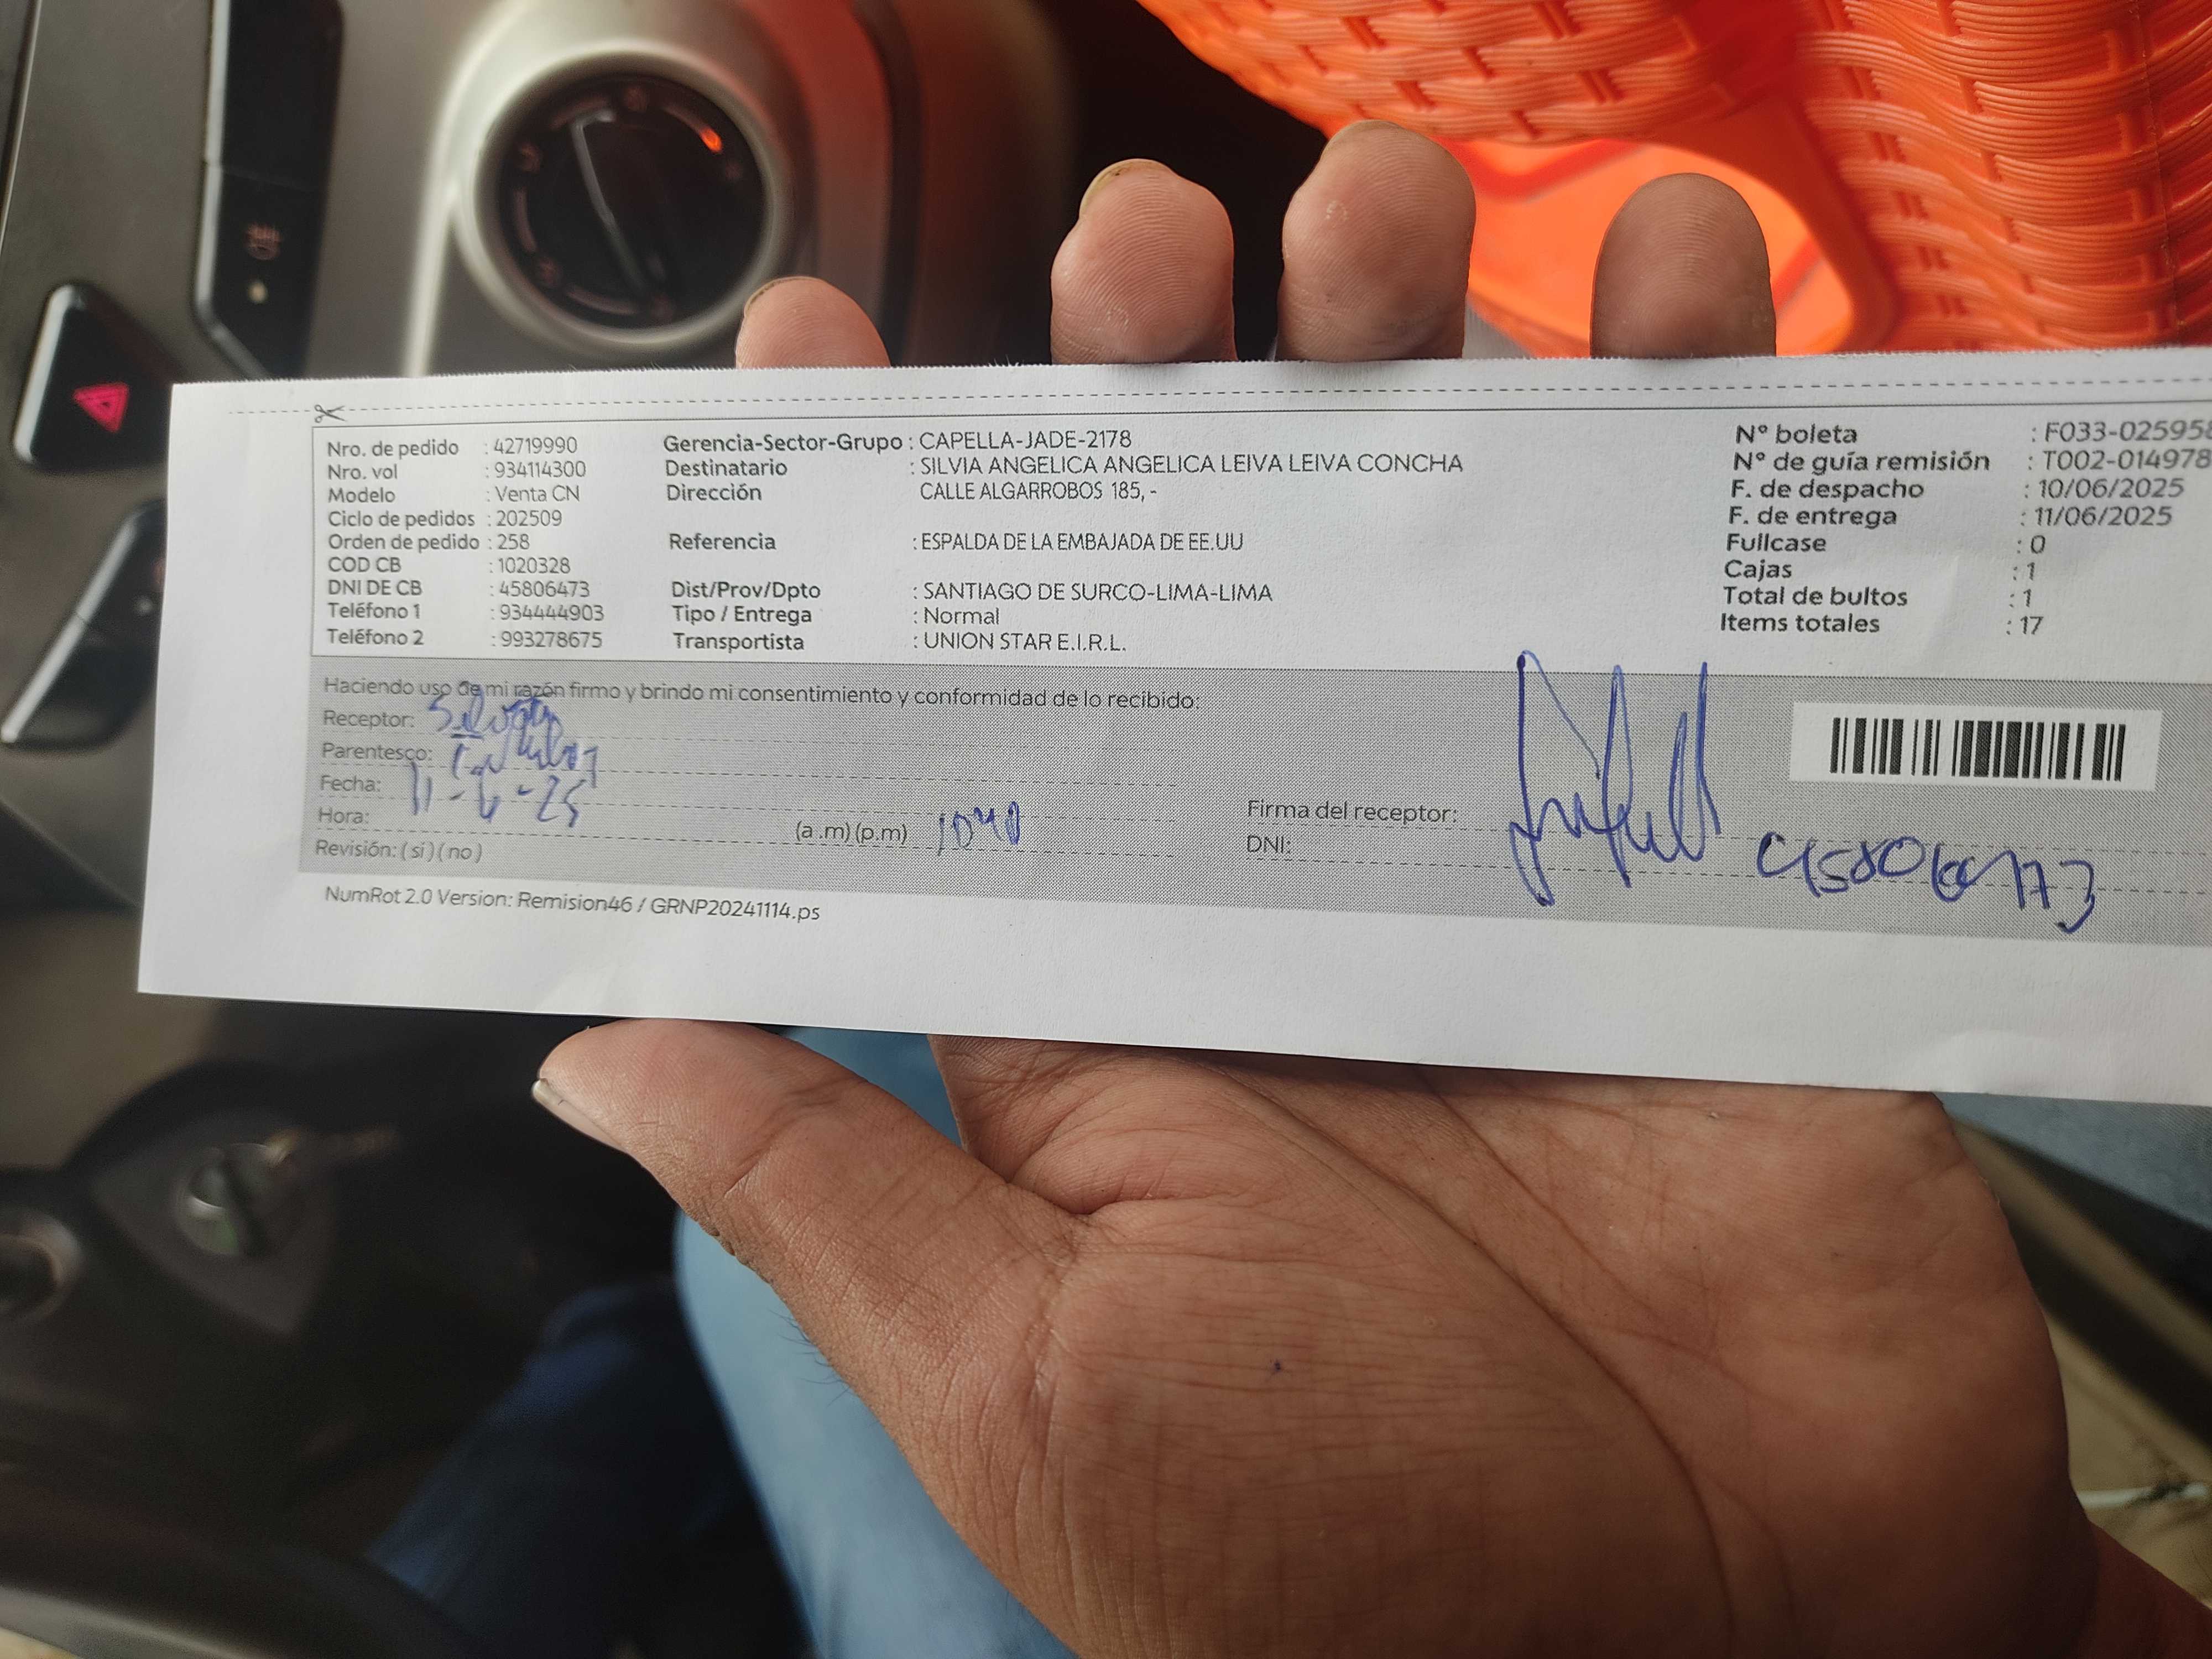 Nro. de pedido : 42719990
Nro. vol : 934114300
Modelo : Venta CN
Ciclo de pedidos : 202509
Orden de pedido : 258
COD CB : 1020328
DNI DE CB : 45806473
Teléfono 1 : 934444903
Teléfono 2 : 993278675
Gerencia-Sector-Grupo : CAPELLA-JADE-2178
Destinatario : SILVIA ANGELICA ANGELICA LEIVA LEIVA CONCHA
Dirección CALLE ALGARROBOS 185, -
Referencia : ESPALDA DE LA EMBAJADA DE EE.UU
Dist/Prov/Dpto : SANTIAGO DE SURCO-LIMA-LIMA
Tipo / Entrega : Normal
Transportista : UNION STAR E.I.R.L.
N° boleta : F033-025958
N° de guía remisión : T002-014978
F. de despacho : 10/06/2025
F. de entrega : 11/06/2025
Fullcase : 0
Cajas : 1
Total de bultos : 1
Items totales : 17
Haciendo uso de mi razón firmo y brindo mi consentimiento y conformidad de lo recibido:
Receptor:
Parentesco:
Fecha: 11-6-25
Hora: (a .m) (p.m) 1040
Revisión: ( si ) ( no )
Firma del receptor:
DNI: 45806473
NumRot 2.0 Version: Remision46 / GRNP20241114.ps